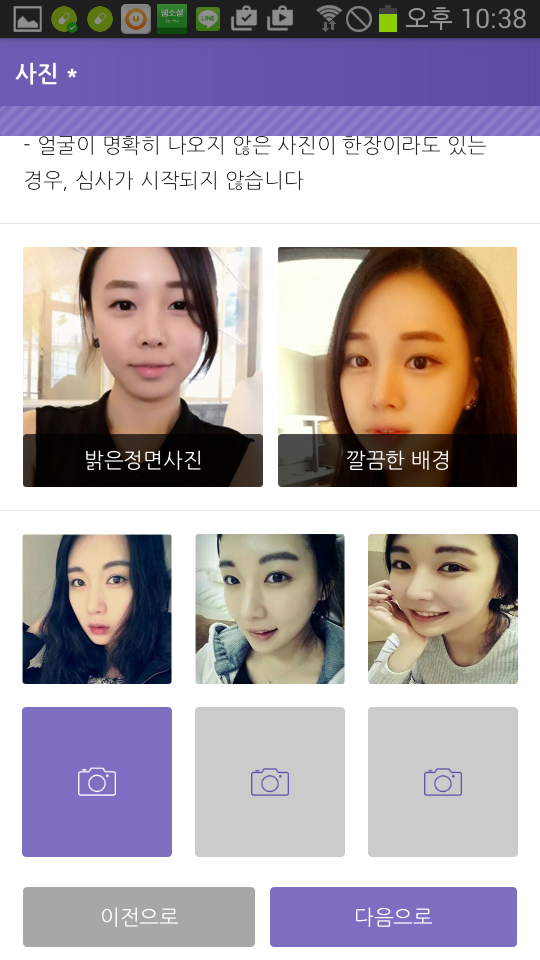 오후 10:38
사진 *
- 얼굴이 명확히 나오지 않은 사진이 한장이라도 있는
경우, 심사가 시작되지 않습니다
밝은정면사진
깔끔한 배경
이전으로
다음으로